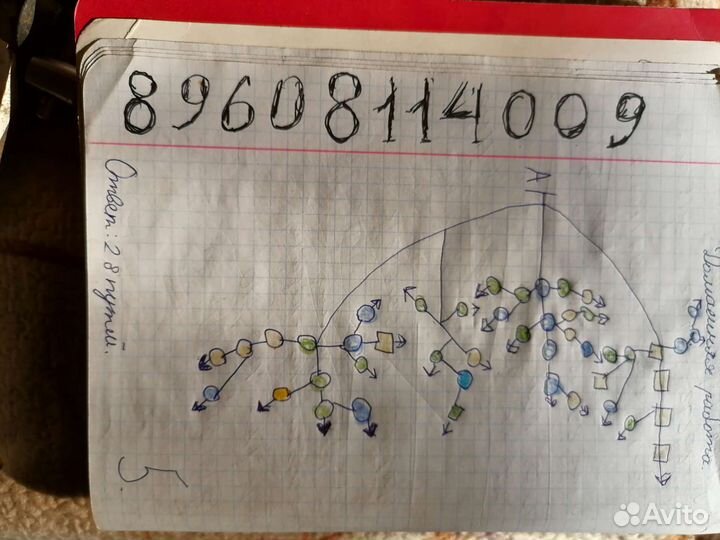 89608114009
Домашняя работа.
А
Ответ: 28 путей.
5
Avito